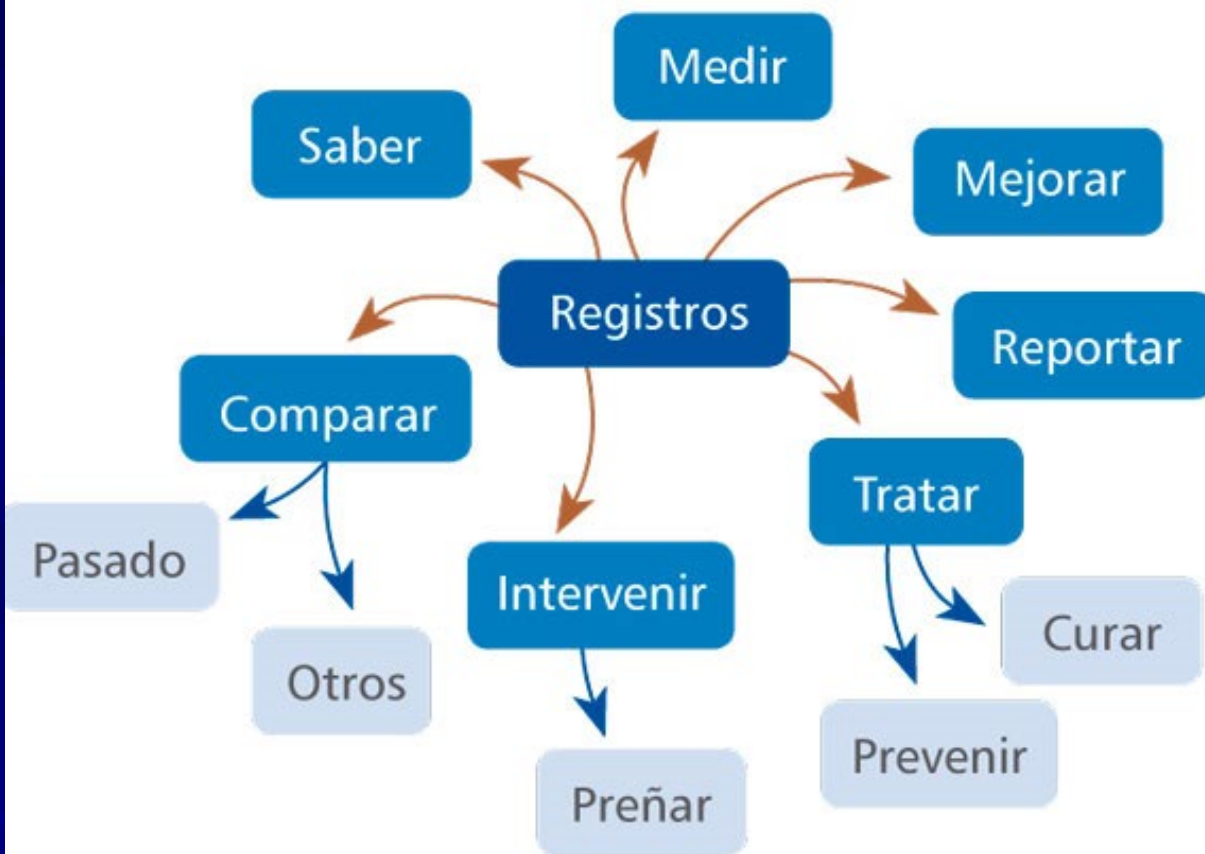 Medir
Saber
Mejorar
Registros
Reportar
Comparar
Tratar
Pasado
Intervenir
Curar
Otros
Prevenir
Preñar